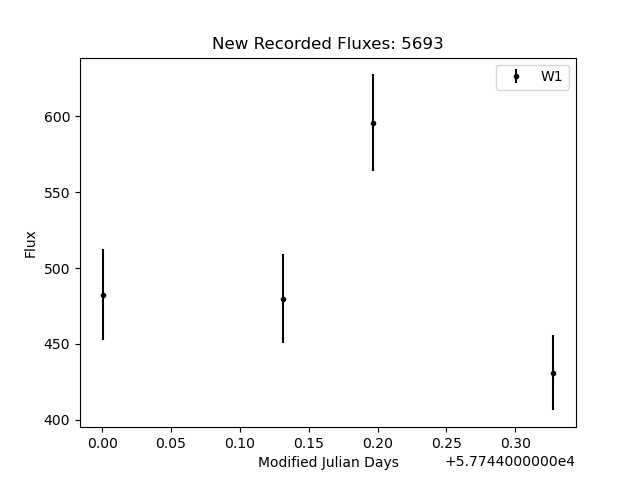 New Recorded Fluxes: 5693
W1
600
550
500
450
400
Flux
0.00 0.05 0.10 0.15 0.20 0.25 0.30
Modified Julian Days
+5.7744000000e4